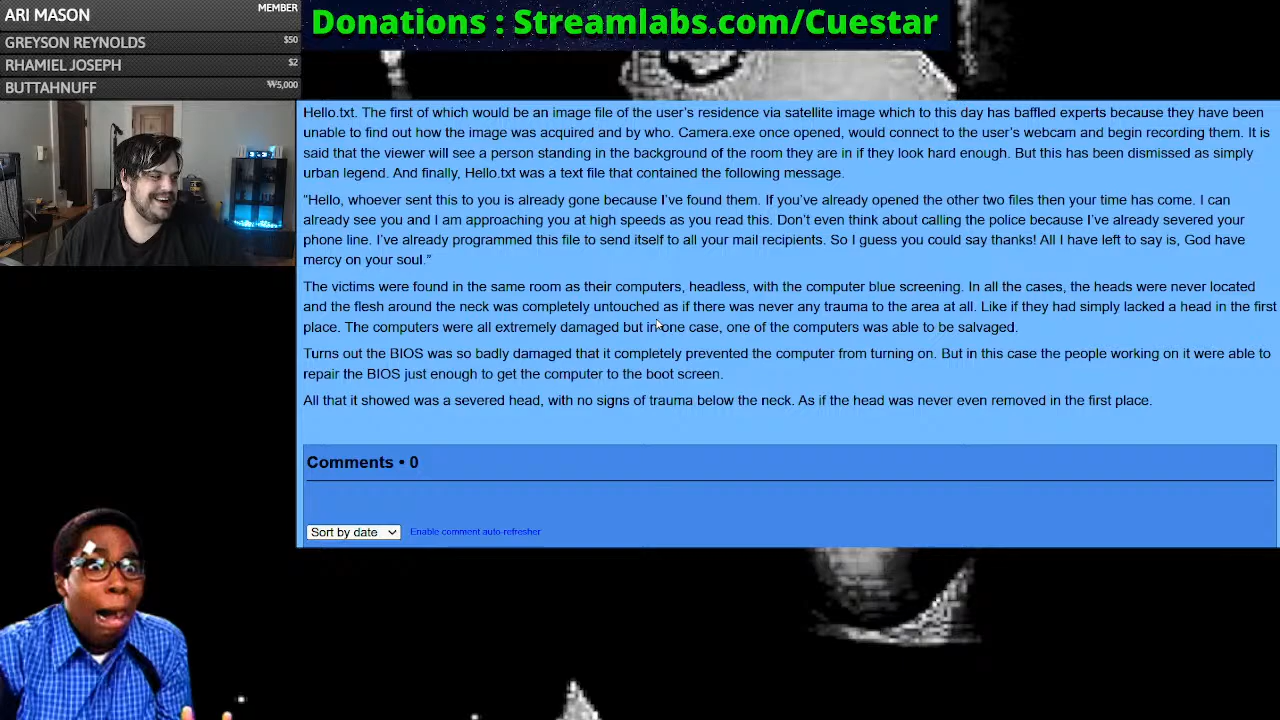 ARI MASON
MEMBER
GREYSON REYNOLDS
$50
RHAMIEL JOSEPH
$2
BUTTAHNUFF
₩5,000
Donations : Streamlabs.com/Cuestar
Hello.txt. The first of which would be an image file of the user's residence via satellite image which to this day has baffled experts because they have been
unable to find out how the image was acquired and by who. Camera.exe once opened, would connect to the user's webcam and begin recording them. It is
said that the viewer will see a person standing in the background of the room they are in if they look hard enough. But this has been dismissed as simply
urban legend. And finally, Hello.txt was a text file that contained the following message.
“Hello, whoever sent this to you is already gone because I've found them. If you've already opened the other two files then your time has come. I can
already see you and I am approaching you at high speeds as you read this. Don't even think about calling the police because I've already severed your
phone line. I've already programmed this file to send itself to all your mail recipients. So I guess you could say thanks! All I have left to say is, God have
mercy on your soul.”
The victims were found in the same room as their computers, headless, with the computer blue screening. In all the cases, the heads were never located
and the flesh around the neck was completely untouched as if there was never any trauma to the area at all. Like if they had simply lacked a head in the first
place. The computers were all extremely damaged but in one case, one of the computers was able to be salvaged.
Turns out the BIOS was so badly damaged that it completely prevented the computer from turning on. But in this case the people working on it were able to
repair the BIOS just enough to get the computer to the boot screen.
All that it showed was a severed head, with no signs of trauma below the neck. As if the head was never even removed in the first place.
Comments • 0
Sort by date
Enable comment auto-refresher